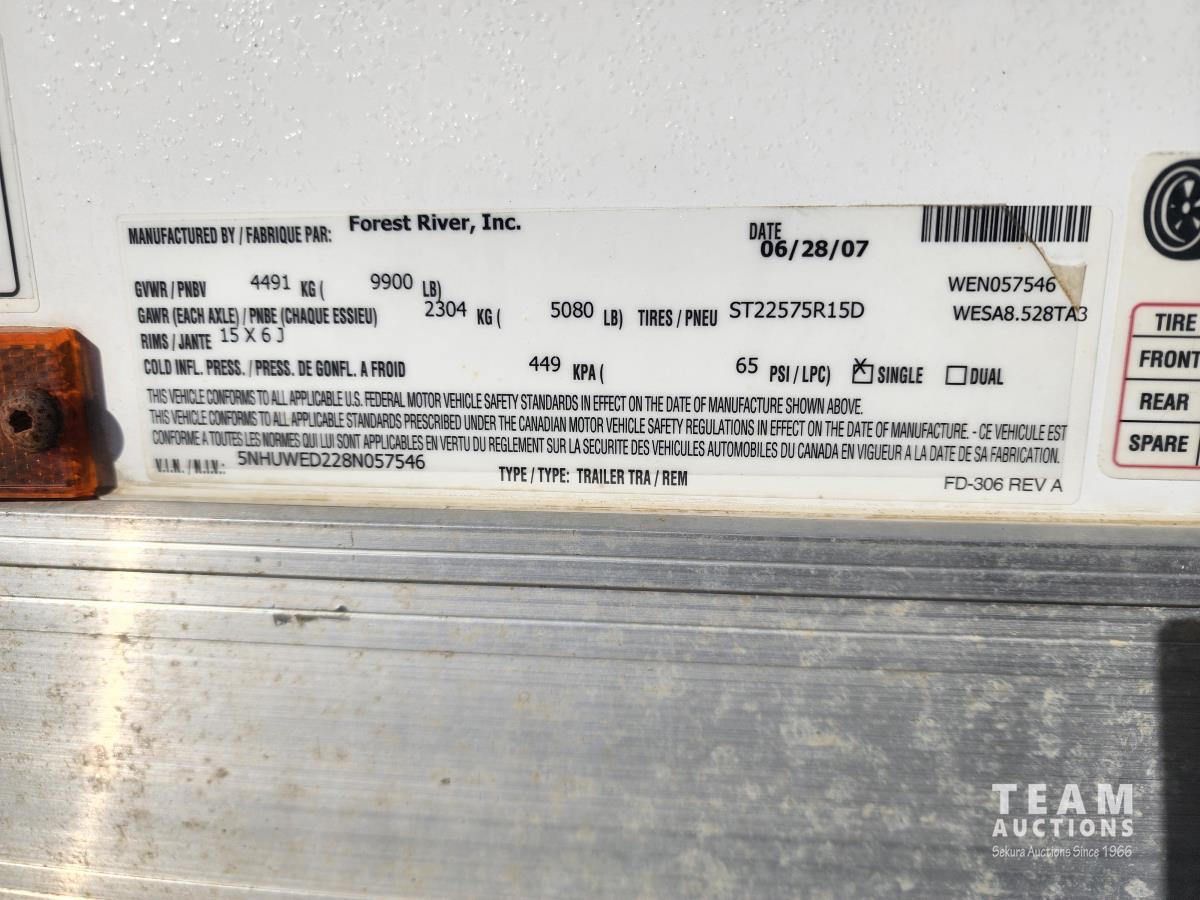 MANUFACTURED BY / FABRIQUE PAR: Forest River, Inc. DATE
06/28/07
GVWR / PNBV 4491 KG ( 9900 LB) WEN057546
GAWR (EACH AXLE) / PNBE (CHAQUE ESSIEU) 2304 KG ( 5080 LB) TIRES / PNEU ST22575R15D WESA8.528TA3
RIMS / JANTE 15 X 6 J
COLD INFL. PRESS. / PRESS. DE GONFL. A FROID 449 KPA ( 65 PSI / LPC) X SINGLE DUAL
THIS VEHICLE CONFORMS TO ALL APPLICABLE U.S. FEDERAL MOTOR VEHICLE SAFETY STANDARDS IN EFFECT ON THE DATE OF MANUFACTURE SHOWN ABOVE.
THIS VEHICLE CONFORMS TO ALL APPLICABLE STANDARDS PRESCRIBED UNDER THE CANADIAN MOTOR VEHICLE SAFETY REGULATIONS IN EFFECT ON THE DATE OF MANUFACTURE. - CE VEHICULE EST
CONFORME A TOUTES LES NORMES QUI LUI SONT APPLICABLES EN VERTU DU REGLEMENT SUR LA SECURITE DES VEHICULES AUTOMOBILES DU CANADA EN VIGUEUR A LA DATE DE SA FABRICATION.
V.I.N. / N.I.V.: 5NHUWED228N057546 TYPE / TYPE: TRAILER TRA / REM FD-306 REV A
TIRE
FRONT
REAR
SPARE
TEAM
AUCTIONS
Sekura Auctions Since 1966